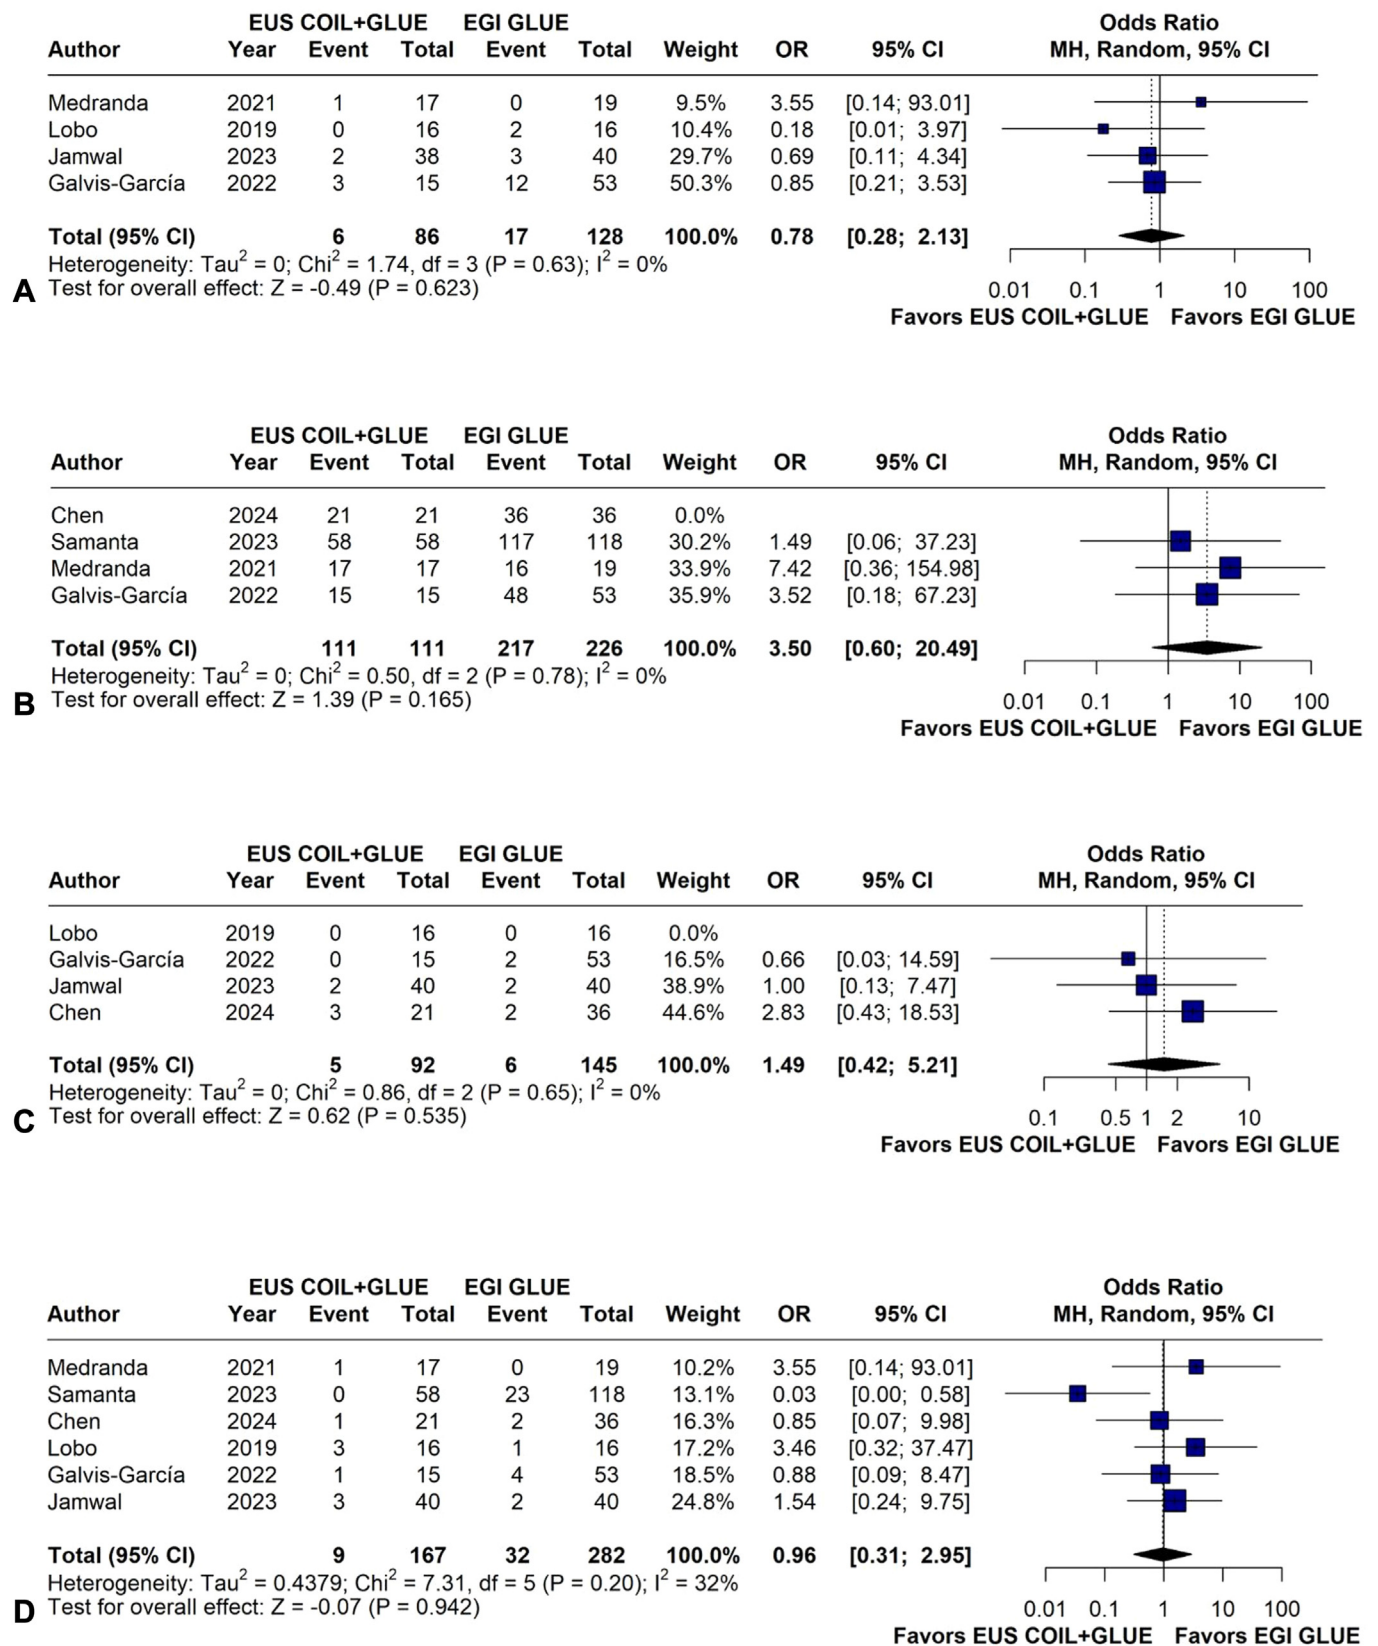 EUS COIL+GLUE EGI GLUE Odds Ratio
Author Year Event Total Event Total Weight OR 95% CI MH, Random, 95% CI
Medranda 2021 1 17 0 19 9.5% 3.55 [0.14; 93.01]
Lobo 2019 0 16 2 16 10.4% 0.18 [0.01; 3.97]
Jamwal 2023 2 38 3 40 29.7% 0.69 [0.11; 4.34]
Galvis-García 2022 3 15 12 53 50.3% 0.85 [0.21; 3.53]
Total (95% CI) 6 86 17 128 100.0% 0.78 [0.28; 2.13]
Heterogeneity: Tau² = 0; Chi² = 1.74, df = 3 (P = 0.63); I² = 0%
A Test for overall effect: Z = -0.49 (P = 0.623)
0.01 0.1 1 10 100
Favors EUS COIL+GLUE Favors EGI GLUE
EUS COIL+GLUE EGI GLUE Odds Ratio
Author Year Event Total Event Total Weight OR 95% CI MH, Random, 95% CI
Chen 2024 21 21 36 36 0.0%
Samanta 2023 58 58 117 118 30.2% 1.49 [0.06; 37.23]
Medranda 2021 17 17 16 19 33.9% 7.42 [0.36; 154.98]
Galvis-García 2022 15 15 48 53 35.9% 3.52 [0.18; 67.23]
Total (95% CI) 111 111 217 226 100.0% 3.50 [0.60; 20.49]
Heterogeneity: Tau² = 0; Chi² = 0.50, df = 2 (P = 0.78); I² = 0%
B Test for overall effect: Z = 1.39 (P = 0.165)
0.01 0.1 1 10 100
Favors EUS COIL+GLUE Favors EGI GLUE
EUS COIL+GLUE EGI GLUE Odds Ratio
Author Year Event Total Event Total Weight OR 95% CI MH, Random, 95% CI
Lobo 2019 0 16 0 16 0.0%
Galvis-García 2022 0 15 2 53 16.5% 0.66 [0.03; 14.59]
Jamwal 2023 2 40 2 40 38.9% 1.00 [0.13; 7.47]
Chen 2024 3 21 2 36 44.6% 2.83 [0.43; 18.53]
Total (95% CI) 5 92 6 145 100.0% 1.49 [0.42; 5.21]
Heterogeneity: Tau² = 0; Chi² = 0.86, df = 2 (P = 0.65); I² = 0%
C Test for overall effect: Z = 0.62 (P = 0.535)
0.1 0.5 1 2 10
Favors EUS COIL+GLUE Favors EGI GLUE
EUS COIL+GLUE EGI GLUE Odds Ratio
Author Year Event Total Event Total Weight OR 95% CI MH, Random, 95% CI
Medranda 2021 1 17 0 19 10.2% 3.55 [0.14; 93.01]
Samanta 2023 0 58 23 118 13.1% 0.03 [0.00; 0.58]
Chen 2024 1 21 2 36 16.3% 0.85 [0.07; 9.98]
Lobo 2019 3 16 1 16 17.2% 3.46 [0.32; 37.47]
Galvis-García 2022 1 15 4 53 18.5% 0.88 [0.09; 8.47]
Jamwal 2023 3 40 2 40 24.8% 1.54 [0.24; 9.75]
Total (95% CI) 9 167 32 282 100.0% 0.96 [0.31; 2.95]
Heterogeneity: Tau² = 0.4379; Chi² = 7.31, df = 5 (P = 0.20); I² = 32%
D Test for overall effect: Z = -0.07 (P = 0.942)
0.01 0.1 1 10 100
Favors EUS COIL+GLUE Favors EGI GLUE